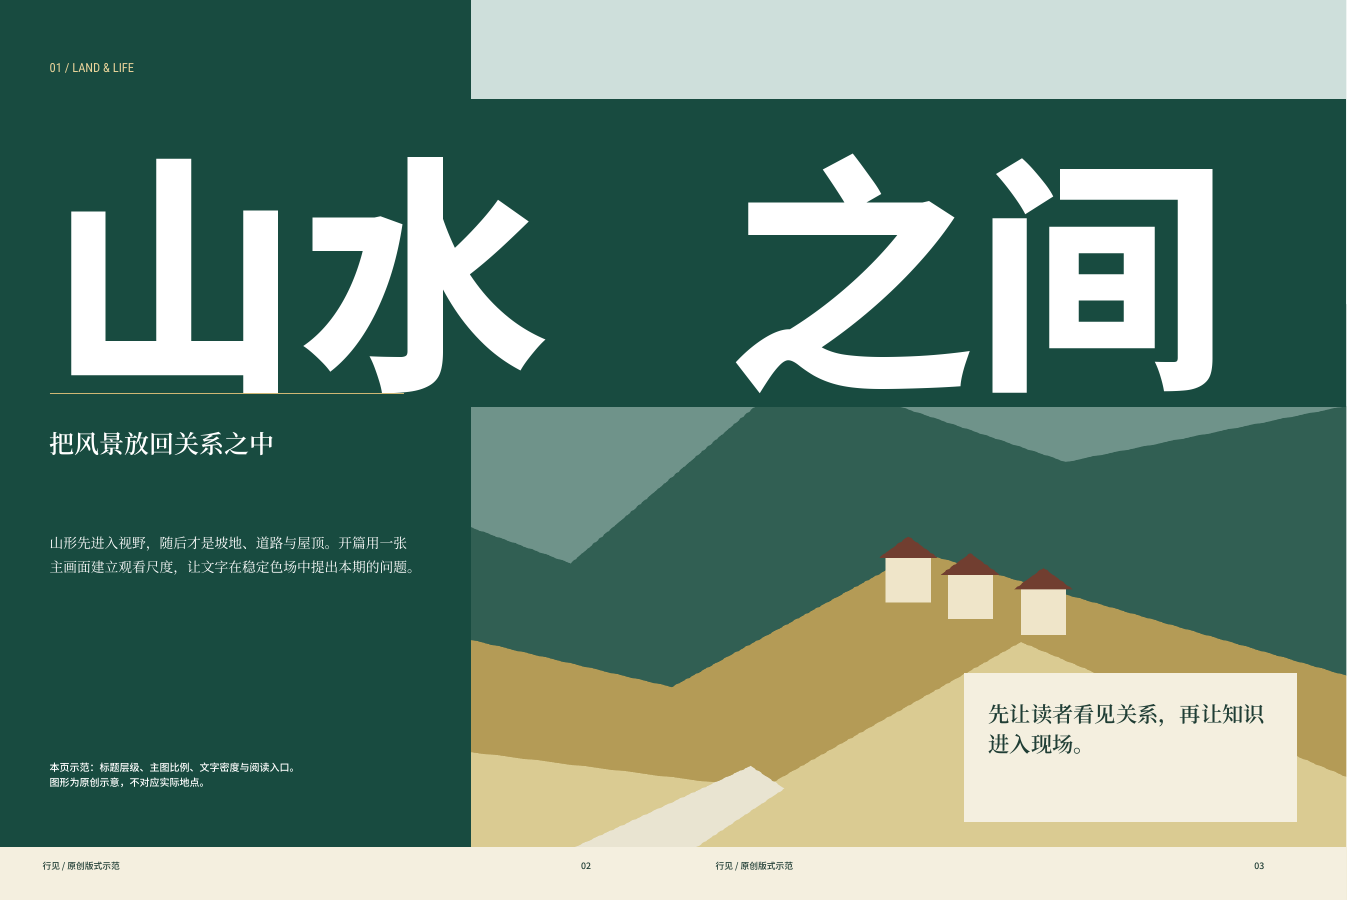 01 / LAND & LIFE
山水之间
把风景放回关系之中
山形先进入视野，随后才是坡地、道路与屋顶。开篇用一张
主画面建立观看尺度，让文字在稳定色场中提出本期的问题。
先让读者看见关系，再让知识
进入现场。
本页示范：标题层级、主图比例、文字密度与阅读入口。
图形为原创示意，不对应实际地点。
行见 / 原创版式示范
02
行见 / 原创版式示范
03